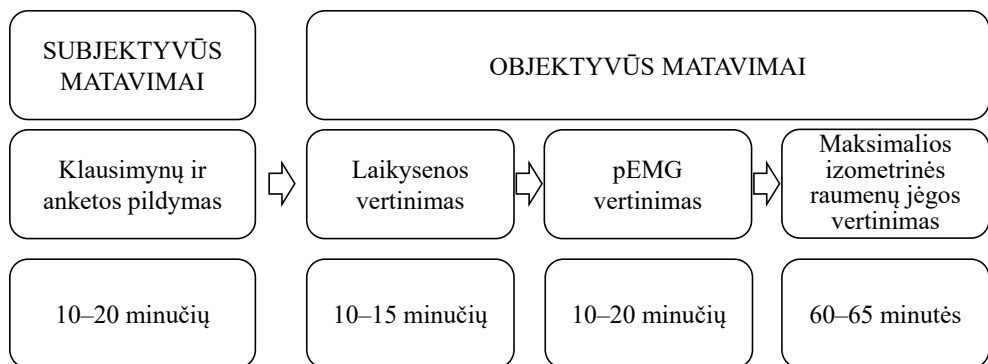 SUBJEKTYVŪS
MATAVIMAI
OBJEKTYVŪS MATAVIMAI
Klausimynų ir
anketos pildymas
Laikysenos
vertinimas
pEMG
vertinimas
Maksimalios
izometrinės
raumenų jėgos
vertinimas
10–20 minučių
10–15 minučių
10–20 minučių
60–65 minutės